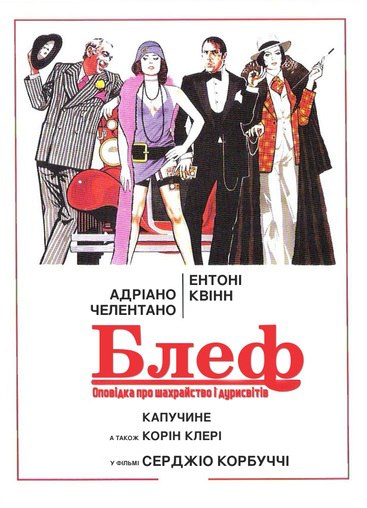 АДРІАНО
ЧЕЛЕНТАНО
ЕНТОНІ
КВІНН
Блеф
Оповідка про шахрайство і дурисвітів
КАПУЧИНЕ
А ТАКОЖ КОРІН КЛЕРІ
У ФІЛЬМІ СЕРДЖІО КОРБУЧЧІ